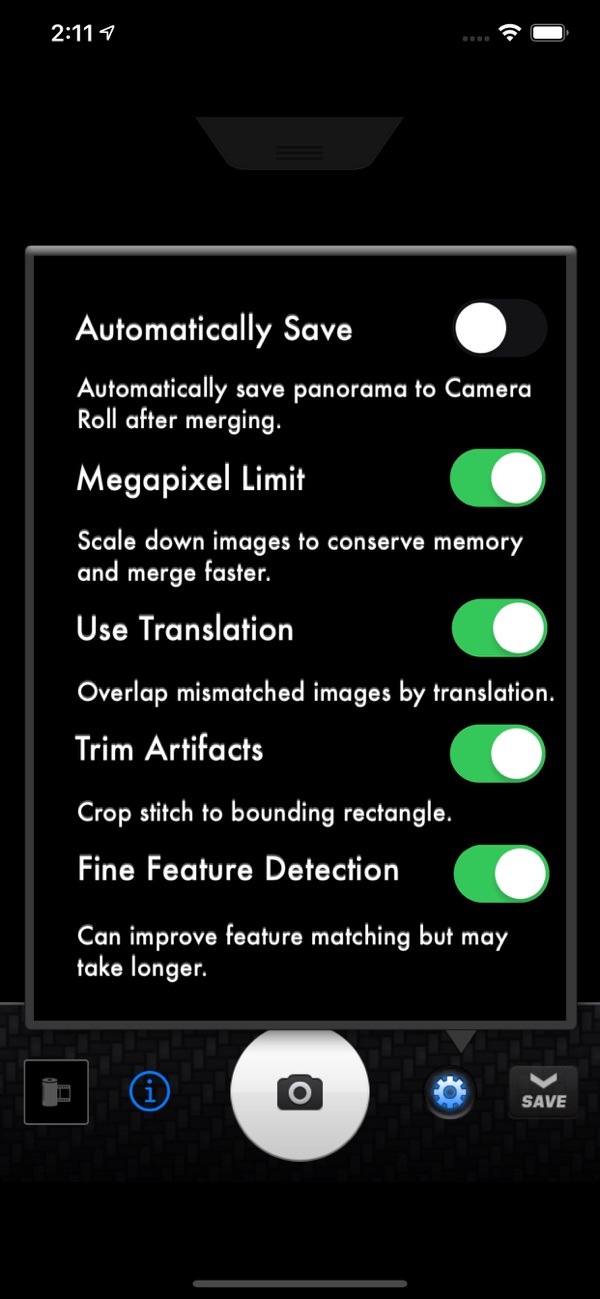 2:11
Automatically Save
Automatically save panorama to Camera
Roll after merging.
Megapixel Limit
Scale down images to conserve memory
and merge faster.
Use Translation
Overlap mismatched images by translation.
Trim Artifacts
Crop stitch to bounding rectangle.
Fine Feature Detection
Can improve feature matching but may
take longer.
SAVE